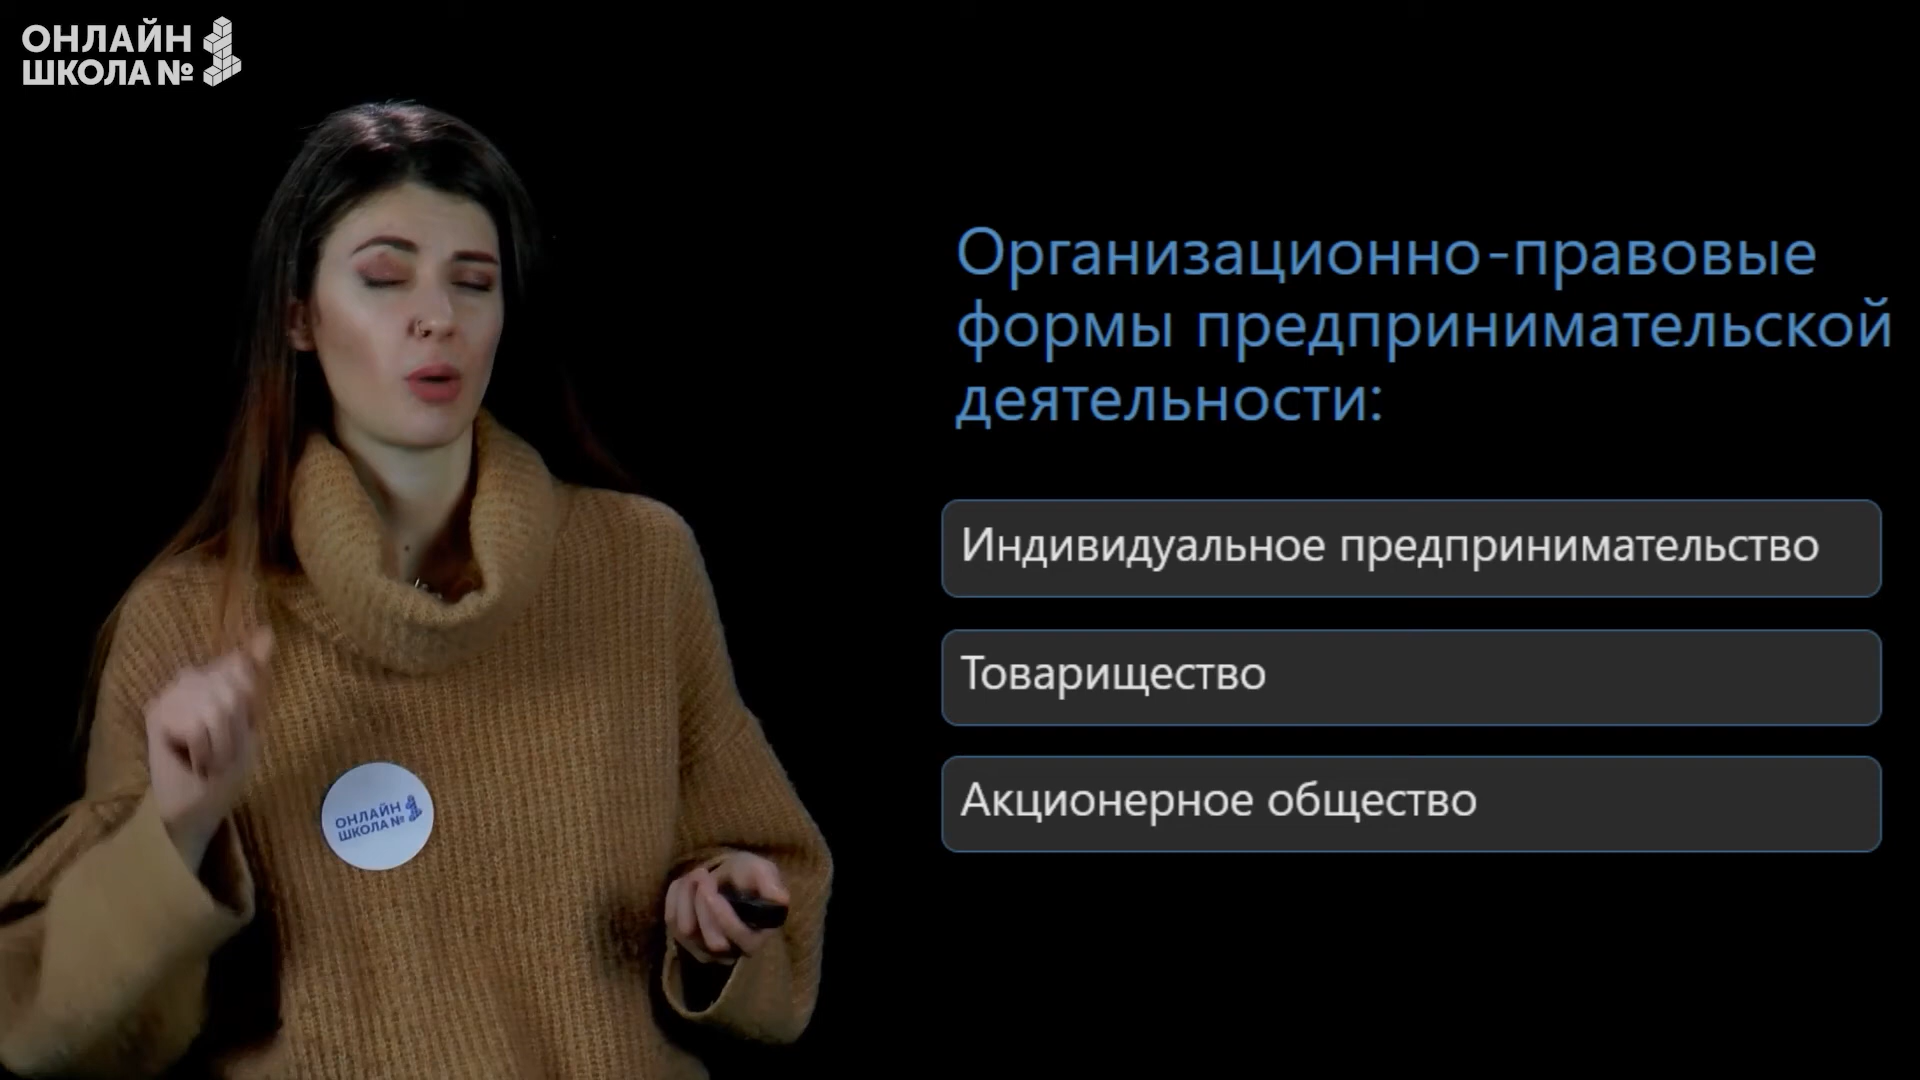 ОНЛАЙН
ШКОЛА №
Организационно-правовые
формы предпринимательской
деятельности:
Индивидуальное предпринимательство
Товарищество
Акционерное общество
ОНЛАЙН
ШКОЛА №